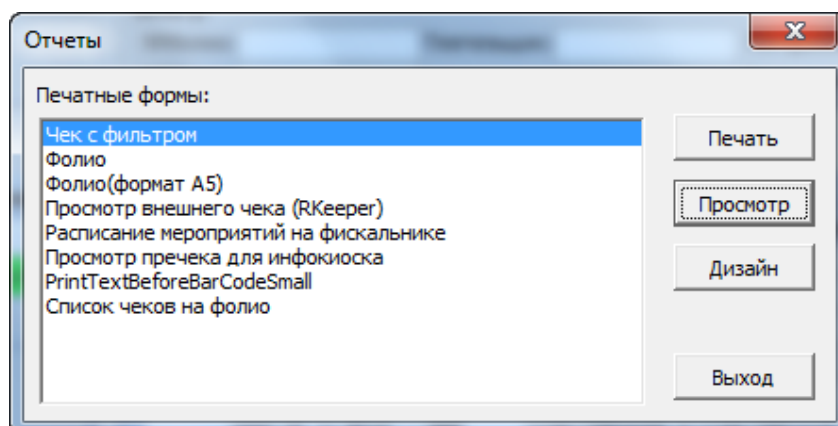 Отчеты
Печатные формы:
Чек с фильтром
Фолио
Фолио(формат А5)
Просмотр внешнего чека (RKeeper)
Расписание мероприятий на фискальнике
Просмотр пречека для инфокиоска
PrintTextBeforeBarCodeSmall
Список чеков на фолио
Печать
Просмотр
Дизайн
Выход